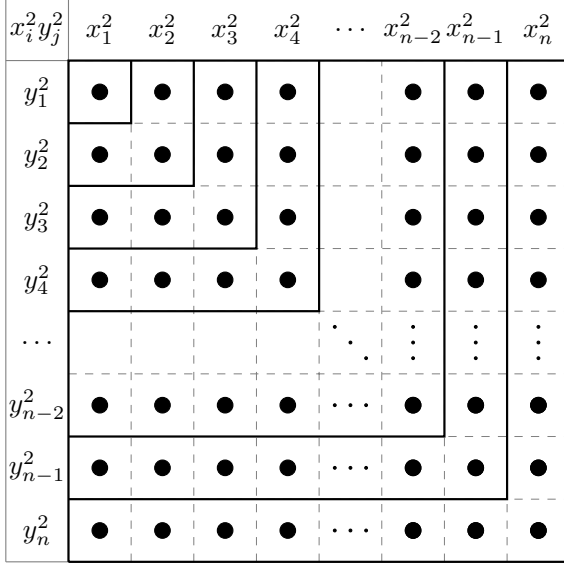 x_i^2 y_j^2 x_1^2 x_2^2 x_3^2 x_4^2 ⋯ x_{n-2}^2 x_{n-1}^2 x_n^2
y_1^2 ● ● ● ● ● ● ●
y_2^2 ● ● ● ● ● ● ●
y_3^2 ● ● ● ● ● ● ●
y_4^2 ● ● ● ● ● ● ●
⋯ ⋱ ⋮ ⋮ ⋮
y_{n-2}^2 ● ● ● ● ⋯ ● ● ●
y_{n-1}^2 ● ● ● ● ⋯ ● ● ●
y_n^2 ● ● ● ● ⋯ ● ● ●